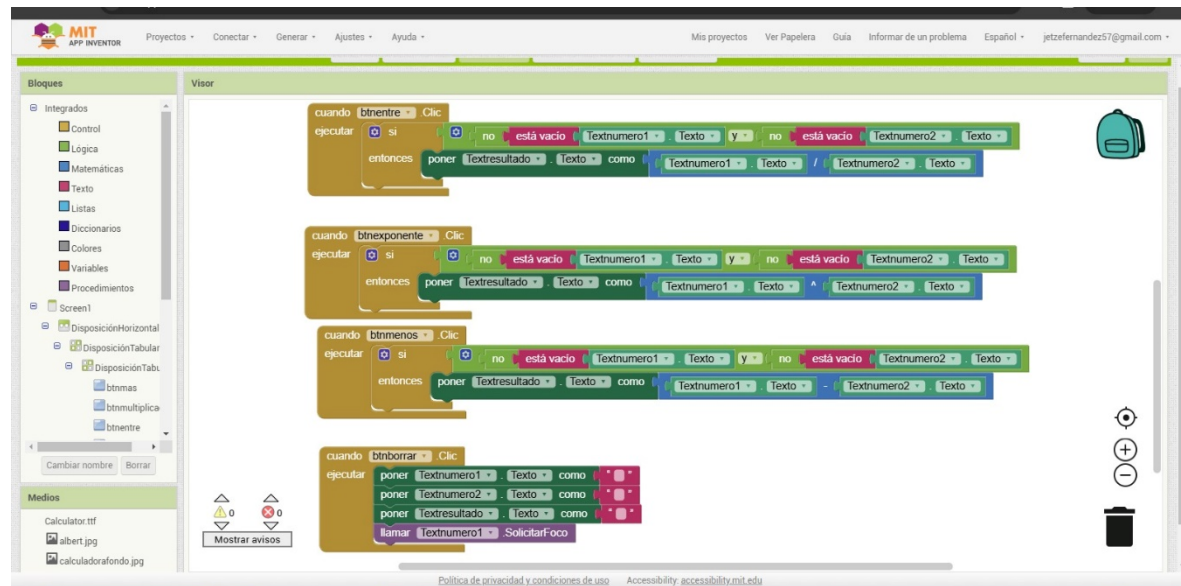 MIT
APP INVENTOR
Proyectos Conectar Generar Ajustes Ayuda Mis proyectos Ver Papelera Guía Informar de un problema Español jetzefernandez57@gmail.com
Bloques
Visor
Integrados
Control
Lógica
Matemáticas
Texto
Listas
Diccionarios
Colores
Variables
Procedimientos
Screen1
DisposiciónHorizontal
DisposiciónTabular
DisposiciónTabu
btnmas
btnmultiplica
btnentre
Cambiar nombre Borrar
Medios
Calculator.ttf
albert.jpg
calculadorafondo.jpg
cuando btnentre .Clic
ejecutar si no está vacío Textnumero1 . Texto y no está vacío Textnumero2 . Texto
entonces poner Textresultado . Texto como Textnumero1 . Texto / Textnumero2 . Texto
cuando btnexponente .Clic
ejecutar si no está vacío Textnumero1 . Texto y no está vacío Textnumero2 . Texto
entonces poner Textresultado . Texto como Textnumero1 . Texto ^ Textnumero2 . Texto
cuando btnmenos .Clic
ejecutar si no está vacío Textnumero1 . Texto y no está vacío Textnumero2 . Texto
entonces poner Textresultado . Texto como Textnumero1 . Texto - Textnumero2 . Texto
cuando btnborrar .Clic
ejecutar poner Textnumero1 . Texto como " "
poner Textnumero2 . Texto como " "
poner Textresultado . Texto como " "
llamar Textnumero1 .SolicitarFoco
0 0
Mostrar avisos
Política de privacidad y condiciones de uso Accessibility: accessibility.mit.edu